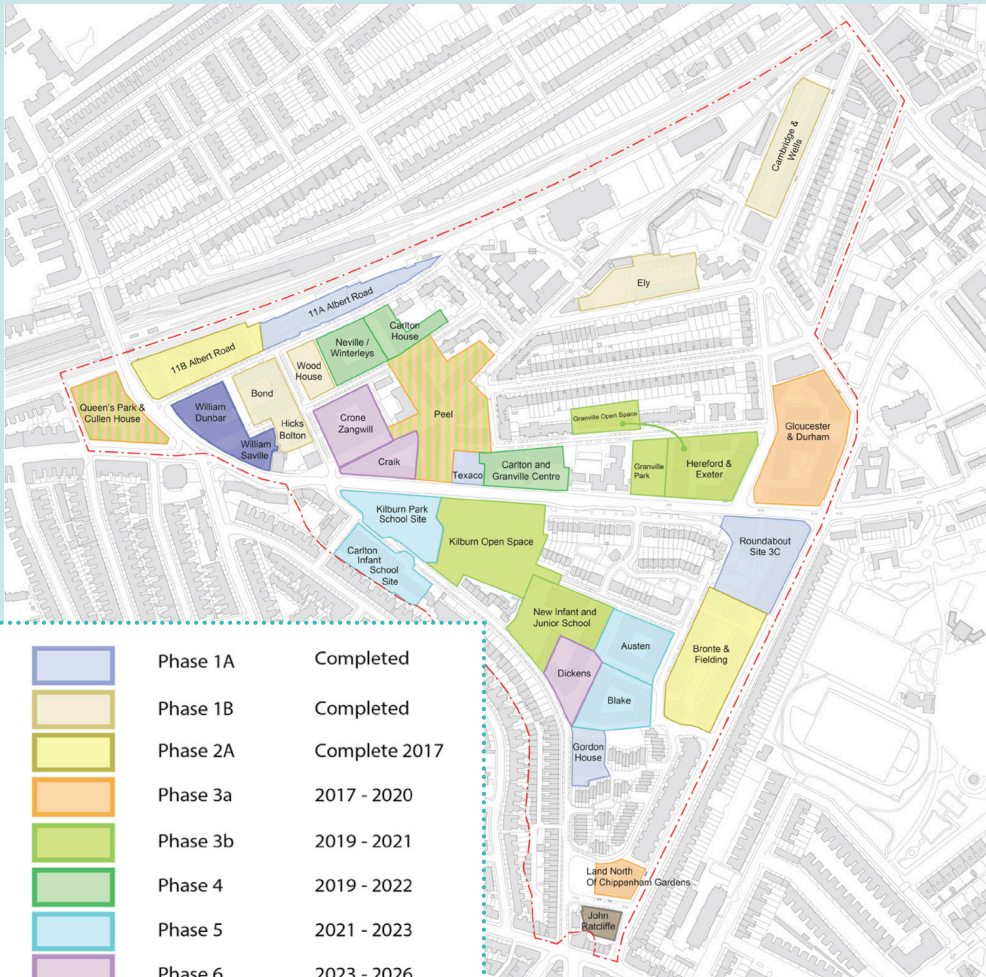 Cambridge &
Wells
Ely
11A Albert Road
Carlton
House
Neville /
Winterleys
11B Albert Road
Wood
House
Bond
Queen's Park &
Cullen House
William
Dunbar
Hicks
Bolton
William
Saville
Crone
Zangwill
Peel
Craik
Texaco
Carlton and
Granville Centre
Granville Open Space
Granville
Park
Hereford &
Exeter
Gloucester
& Durham
Kilburn Park
School Site
Kilburn Open Space
Roundabout
Site 3C
Carlton
Infant
School
Site
New Infant and
Junior School
Austen
Bronte &
Fielding
Dickens
Blake
Gordon
House
Land North
Of Chippenham Gardens
John
Ratcliffe
Phase 1A Completed
Phase 1B Completed
Phase 2A Complete 2017
Phase 3a 2017 - 2020
Phase 3b 2019 - 2021
Phase 4 2019 - 2022
Phase 5 2021 - 2023
Phase 6 2023 - 2026